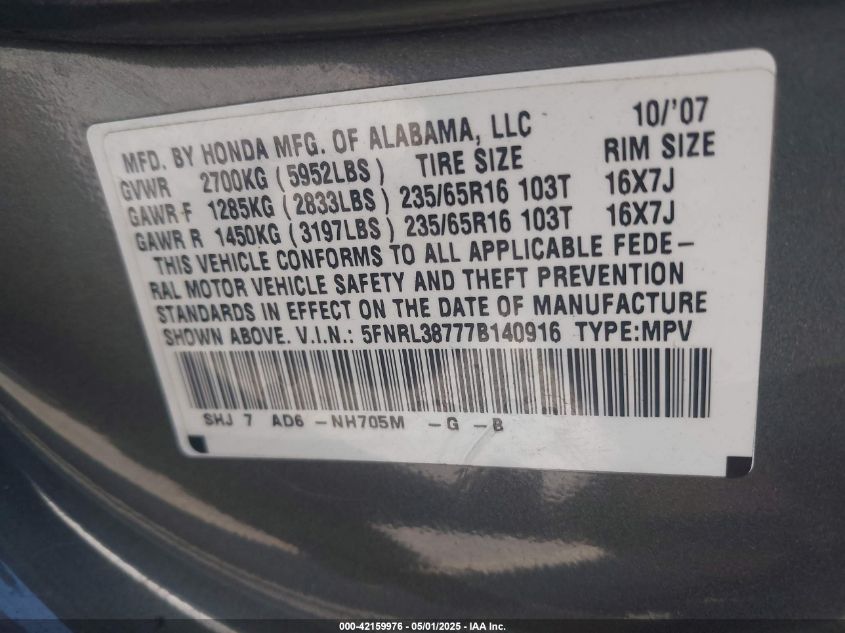 MFD. BY HONDA MFG. OF ALABAMA, LLC 10/'07
GVWR 2700KG (5952LBS) TIRE SIZE RIM SIZE
GAWR F 1285KG (2833LBS) 235/65R16 103T 16X7J
GAWR R 1450KG (3197LBS) 235/65R16 103T 16X7J
THIS VEHICLE CONFORMS TO ALL APPLICABLE FEDE-
RAL MOTOR VEHICLE SAFETY AND THEFT PREVENTION
STANDARDS IN EFFECT ON THE DATE OF MANUFACTURE
SHOWN ABOVE. V.I.N.: 5FNRL38777B140916 TYPE:MPV
SHJ 7 AD6 -NH705M -G -B
000-42159976 - 05/01/2025 - IAA Inc.